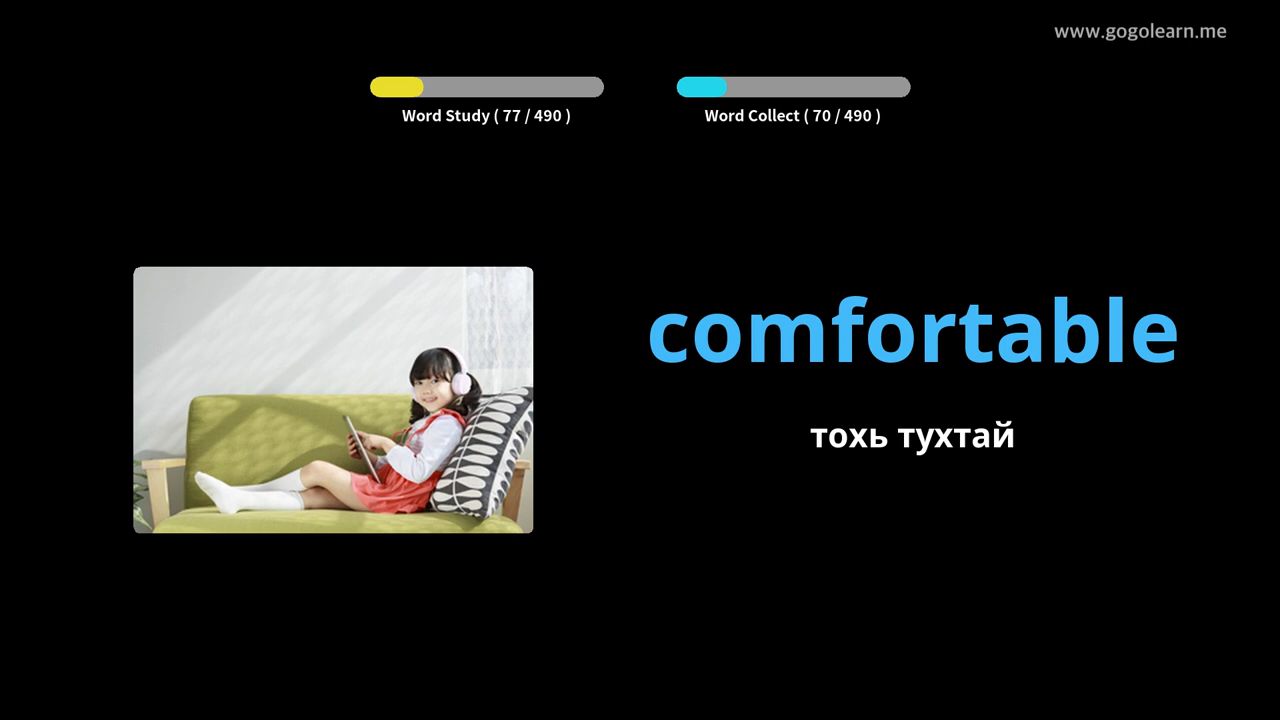 www.gogolearn.me
Word Study ( 77 / 490 )
Word Collect ( 70 / 490 )
comfortable
тохь тухтай